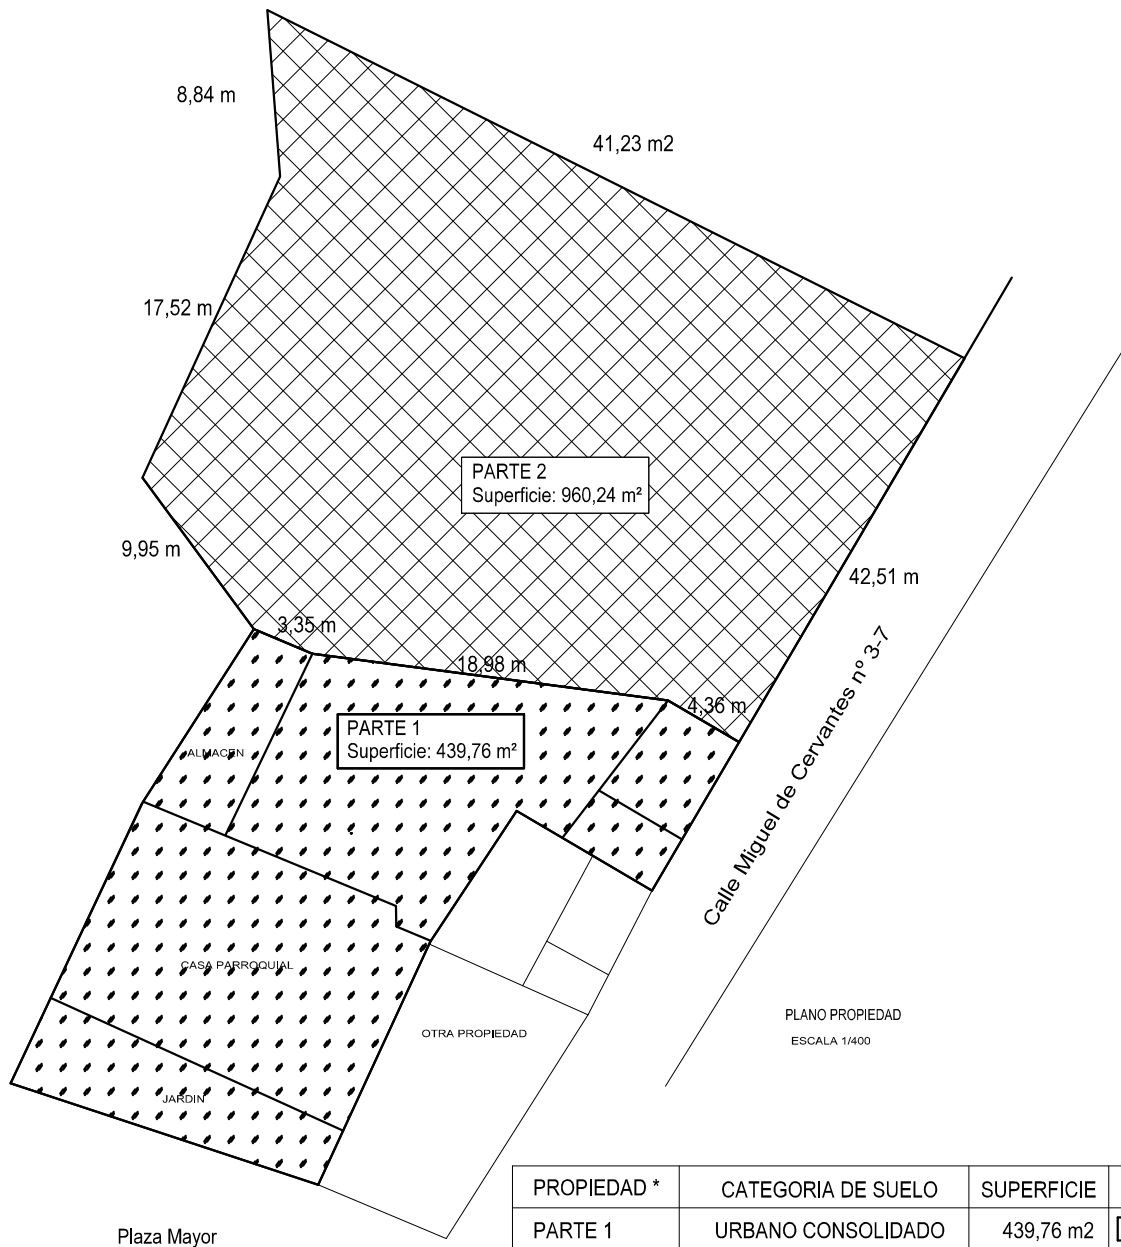 8,84 m
41,23 m2
17,52 m
PARTE 2
Superficie: 960,24 m²
9,95 m
42,51 m
3,35 m
18,98 m
4,36 m
PARTE 1
Superficie: 439,76 m²
ALMACEN
Calle Miguel de Cervantes nº 3-7
CASA PARROQUIAL
OTRA PROPIEDAD
PLANO PROPIEDAD
ESCALA 1/400
JARDIN
Plaza Mayor
PROPIEDAD * CATEGORIA DE SUELO SUPERFICIE
PARTE 1 URBANO CONSOLIDADO 439,76 m2